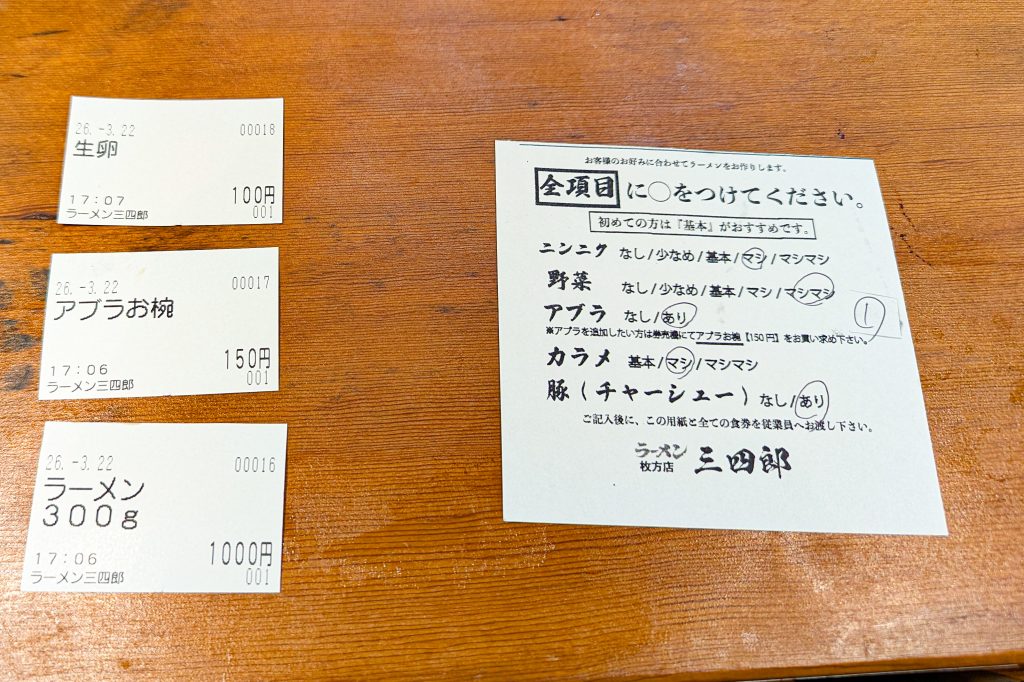 26.-3.22 00018
生卵
100円
17:07 001
ラーメン三四郎
26.-3.22 00017
アブラお椀
150円
17:06 001
ラーメン三四郎
26.-3.22 00016
ラーメン
300g
1000円
17:06 001
ラーメン三四郎
お客様のお好みに合わせてラーメンをお作りします。
全項目に○をつけてください。
初めての方は『基本』がおすすめです。
ニンニク なし/少なめ/基本/マシ/マシマシ
野菜 なし/少なめ/基本/マシ/マシマシ
アブラ なし/あり
①
※アブラを追加したい方は券売機にてアブラお椀【150円】をお買い求め下さい。
カラメ 基本/マシ/マシマシ
豚(チャーシュー) なし/あり
ご記入後に、この用紙と全ての食券を従業員へお渡し下さい。
ラーメン 三四郎
枚方店